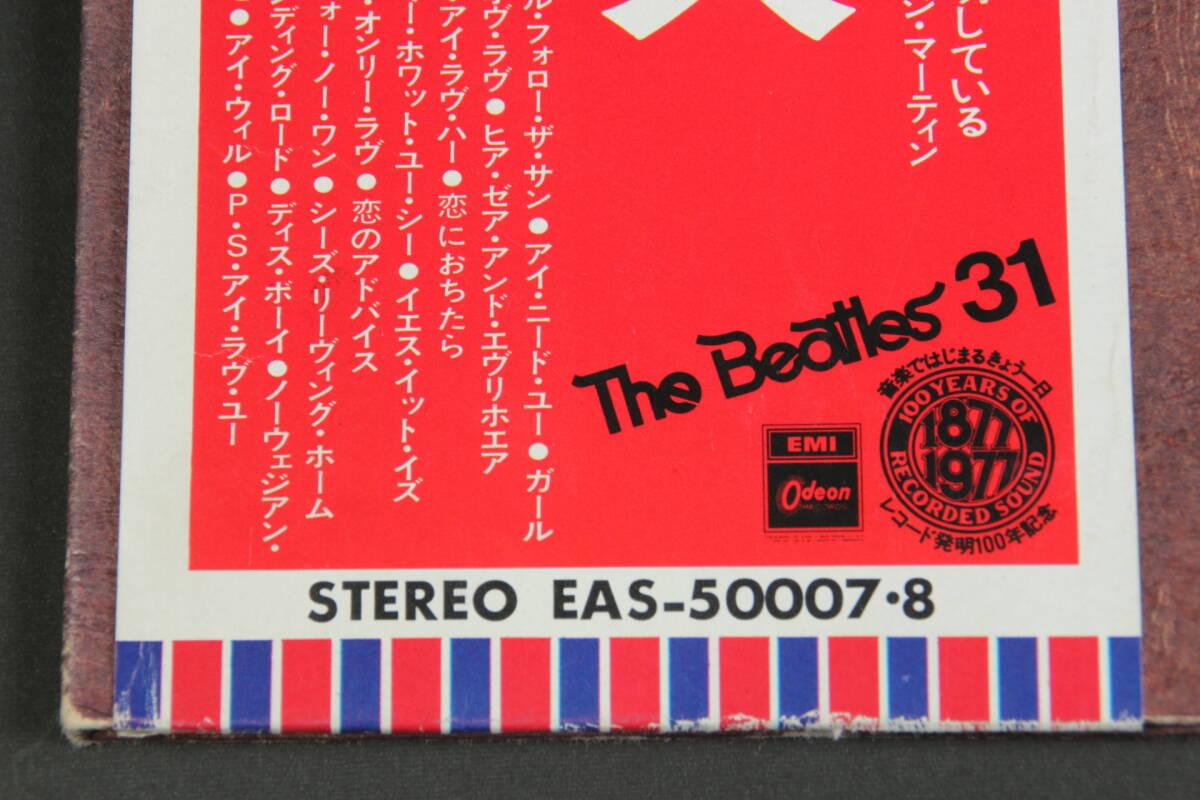 明している
ン・マーティン
ル・フォロー・ザ・サン●アイ・ニード・ユー●ガール
ヴ・ラヴ●ヒア・ゼア・アンド・エヴリホエア
アイ・ラヴ・ハー●恋におちたら
ー・ホワット・ユー・シー●イエス・イット・イズ
・オンリー・ラヴ●恋のアドバイス
ォー・ノー・ワン●シーズ・リーヴィング・ホーム
ディング・ロード●ディス・ボーイ●ノーウェジアン・
●アイ・ウィル●P・S・アイ・ラヴ・ユー
The Beatles 31
音楽ではじまるきょう一日
100 YEARS OF
1877
1977
RECORDED SOUND
レコード発明100年記念
EMI
Odeon
STEREO EAS-50007・8